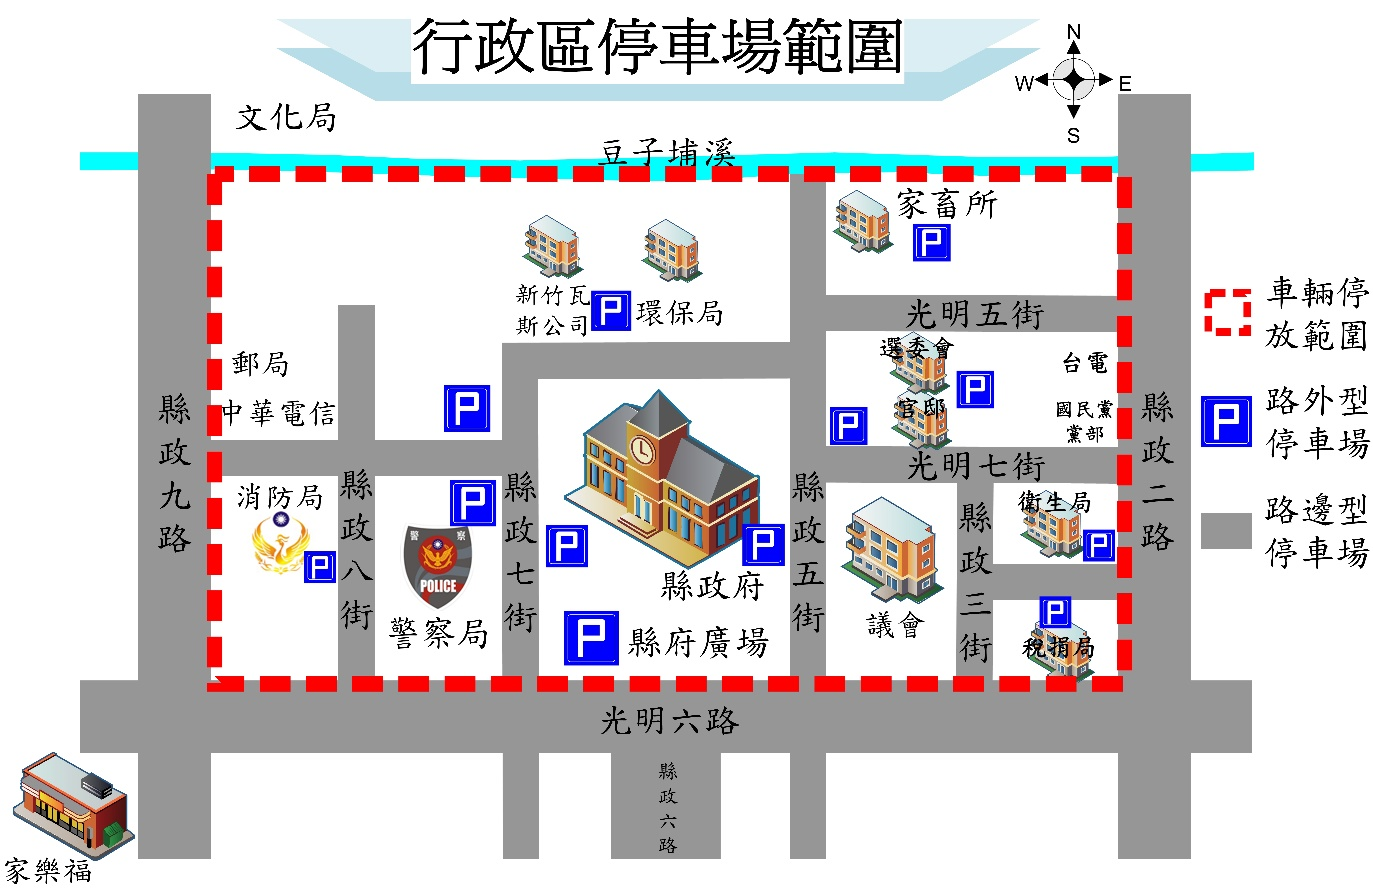 行政區停車場範圍
N
W
E
S
文化局
豆子埔溪
家畜所
P
新竹瓦
斯公司
P
環保局
光明五街
車輛停
放範圍
郵局
中華電信
P
選委會
官邸
P
P
台電
國民黨
黨部
P
路外型
停車場
縣政九路
縣政二路
光明七街
消防局
P
縣政八街
P
警察
POLICE
警察局
縣政七街
P
P
縣政府
P
縣府廣場
縣政五街
議會
縣政三街
衛生局
P
P
稅捐局
路邊型
停車場
光明六路
縣政六路
家樂福